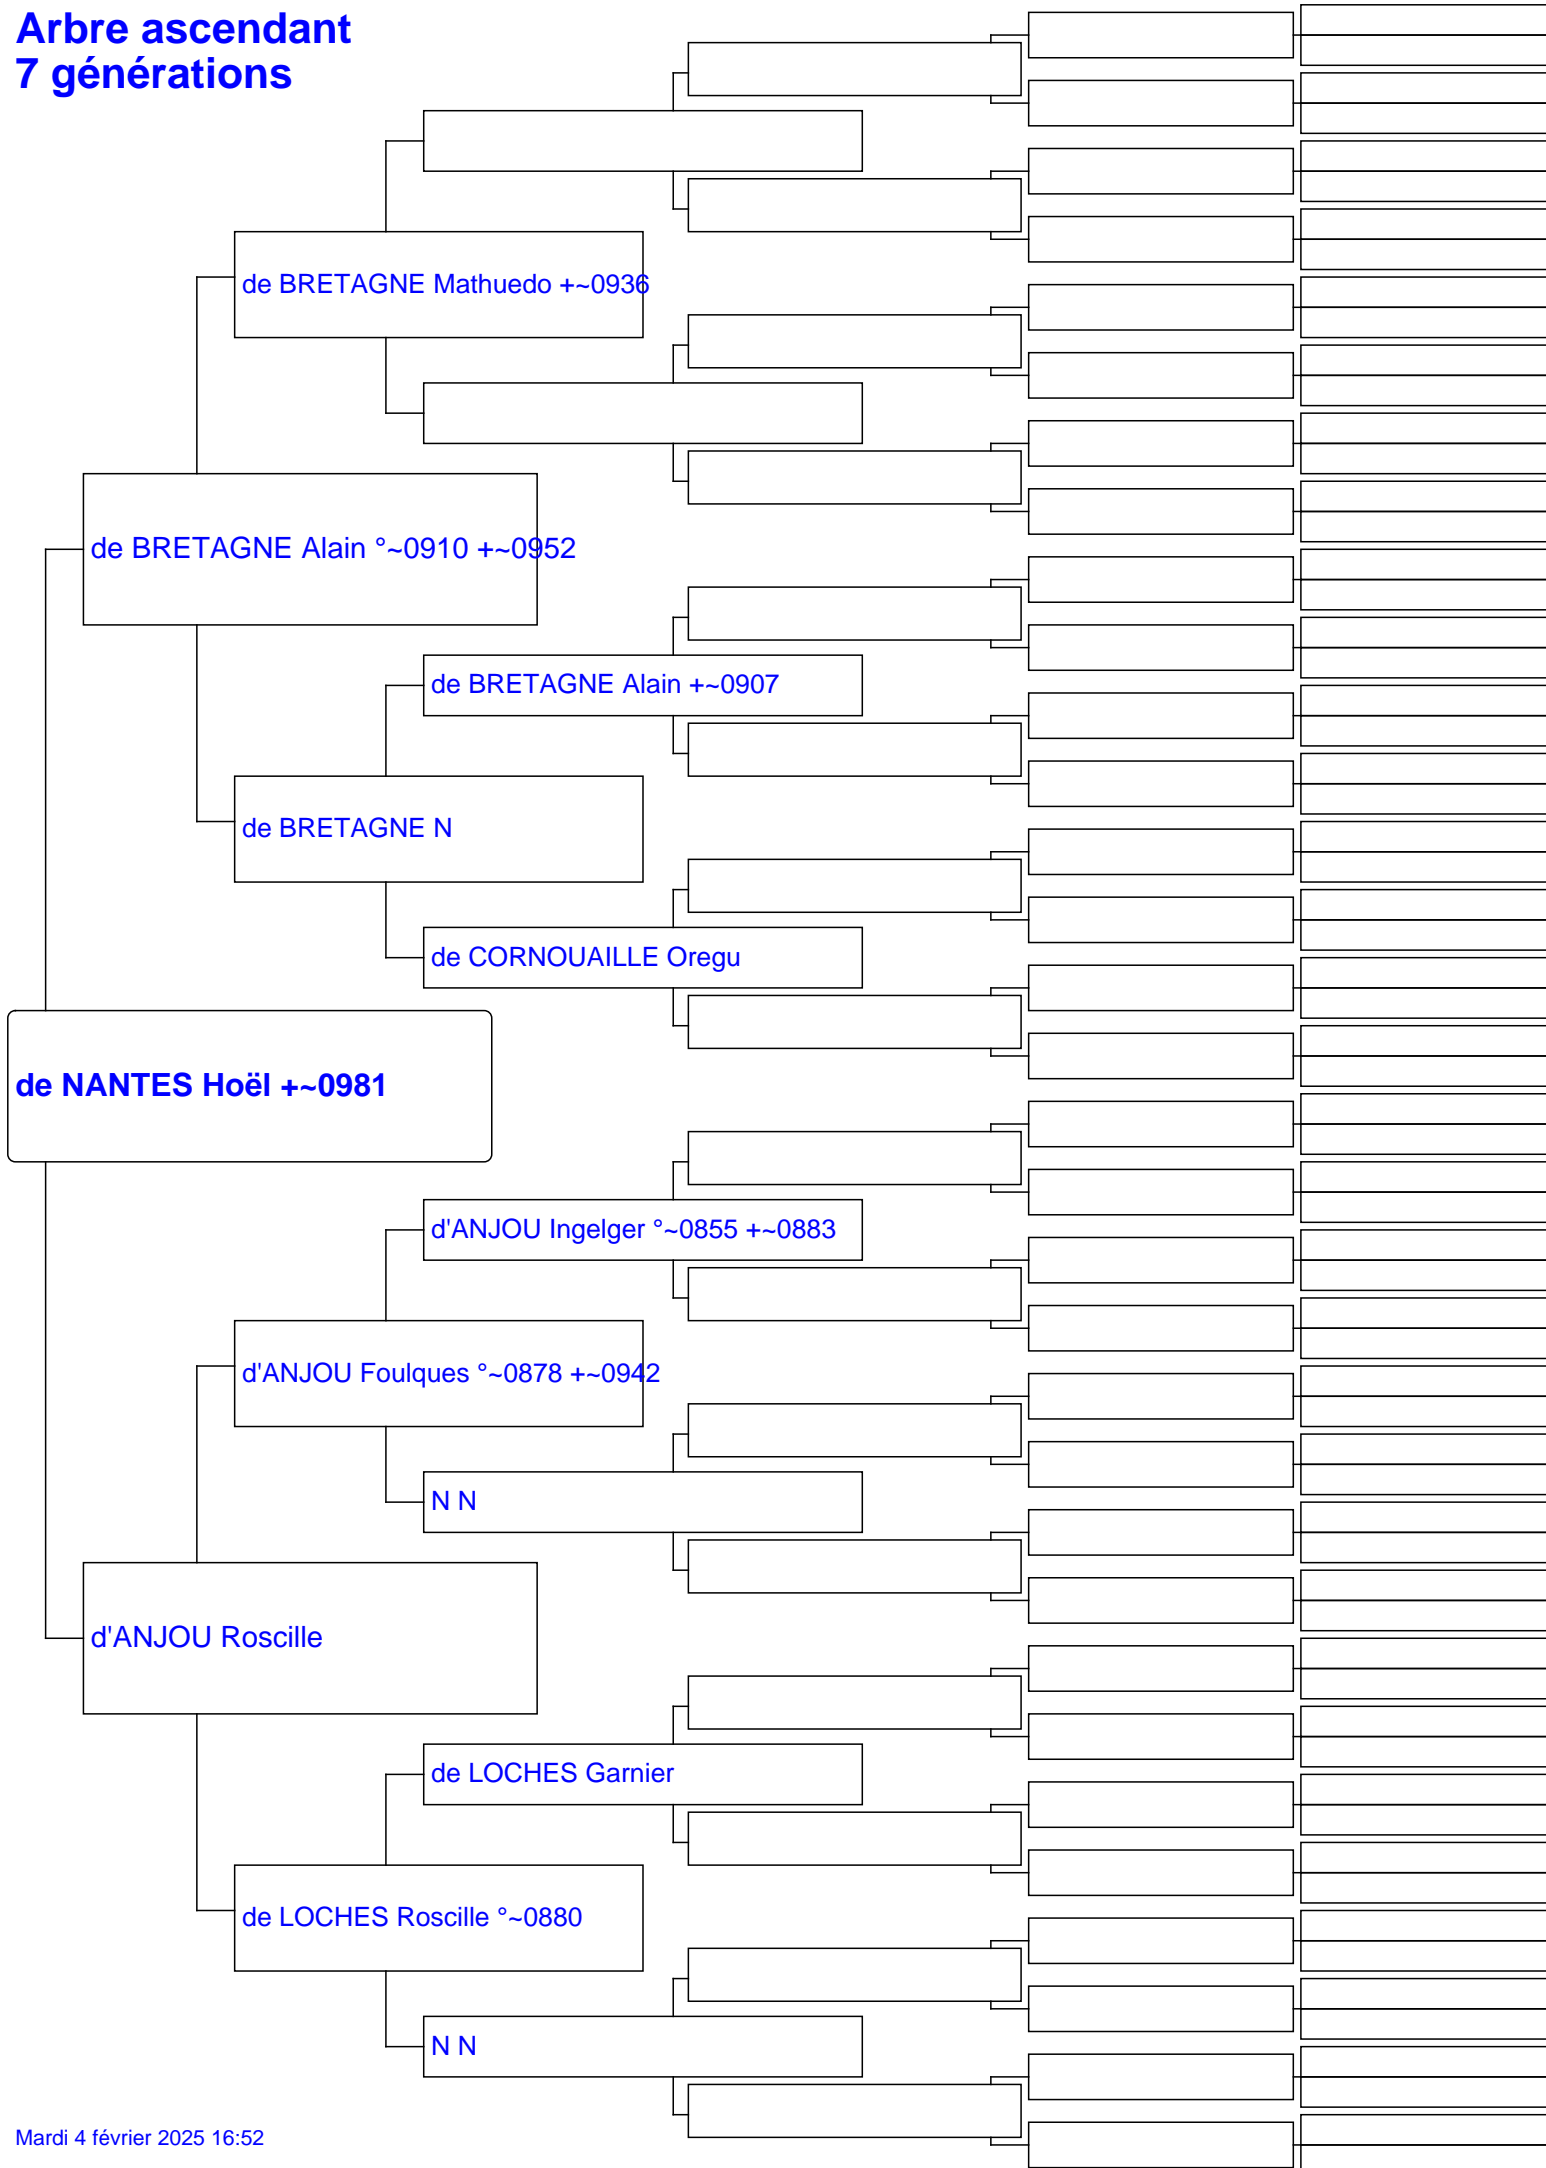 Arbre ascendant
7 générations
de BRETAGNE Mathuedo +~0936
de BRETAGNE Alain °~0910 +~0952
de BRETAGNE Alain +~0907
de BRETAGNE N
de CORNOUAILLE Oregu
de NANTES Hoël +~0981
d'ANJOU Ingelger °~0855 +~0883
d'ANJOU Foulques °~0878 +~0942
N N
d'ANJOU Roscille
de LOCHES Garnier
de LOCHES Roscille °~0880
N N
Mardi 4 février 2025 16:52